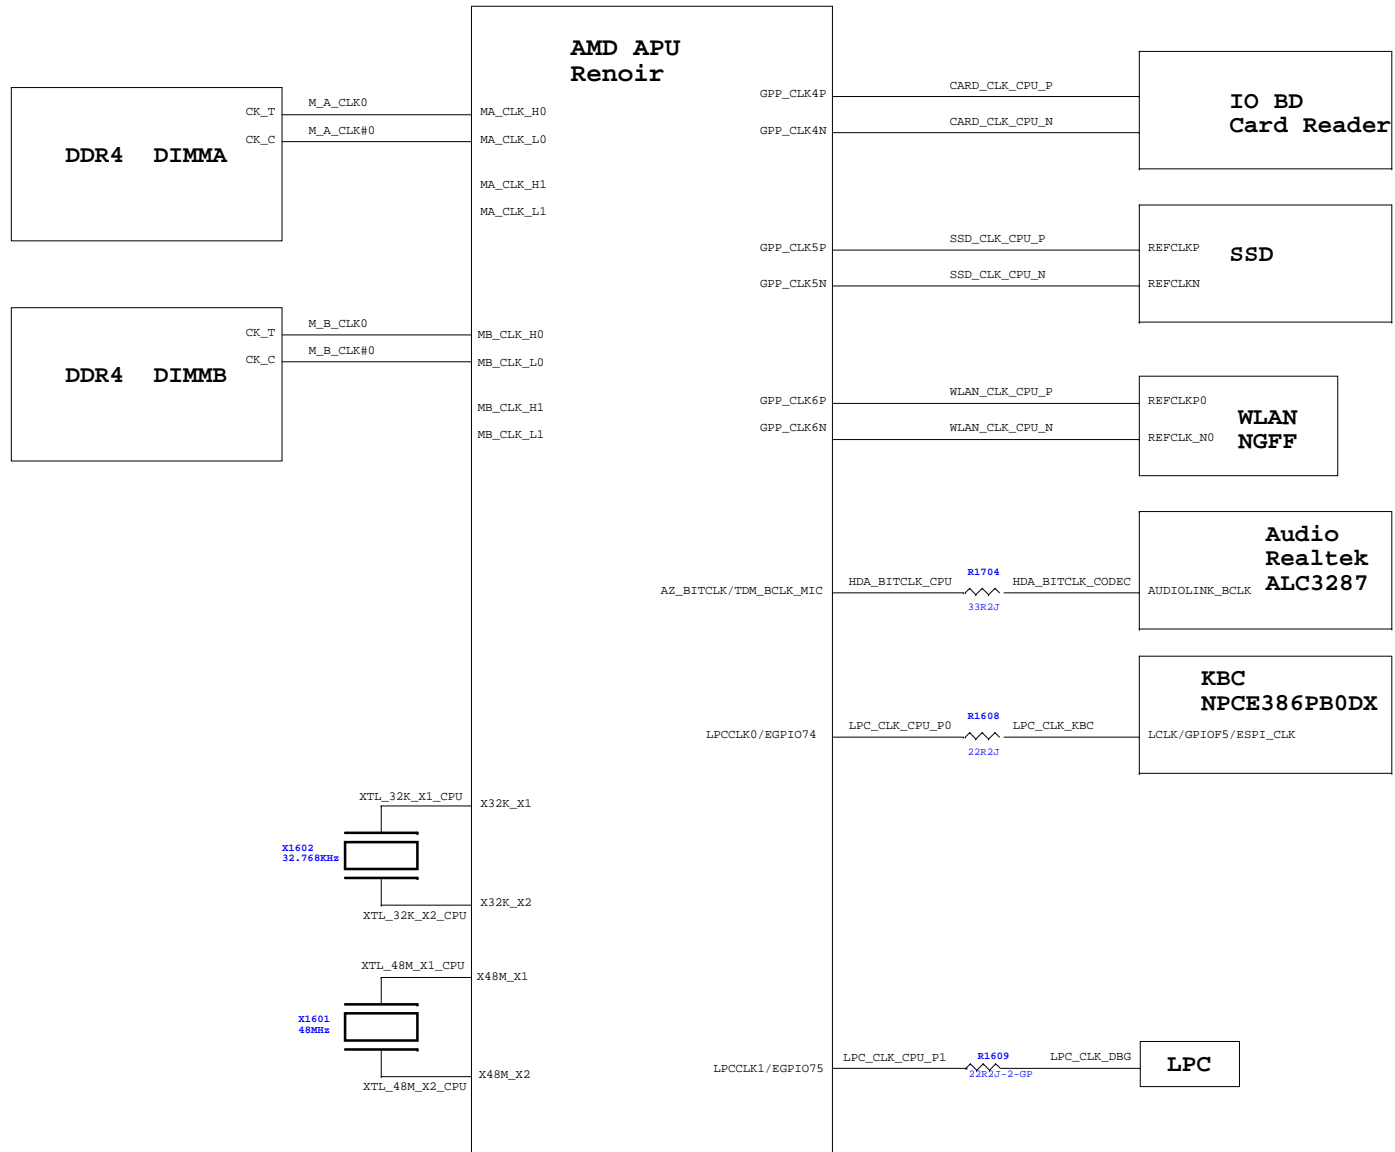 AMD APU
Renoir
DDR4 DIMMA
CK_T
CK_C
M_A_CLK0
M_A_CLK#0
MA_CLK_H0
MA_CLK_L0
MA_CLK_H1
MA_CLK_L1
DDR4 DIMMB
CK_T
CK_C
M_B_CLK0
M_B_CLK#0
MB_CLK_H0
MB_CLK_L0
MB_CLK_H1
MB_CLK_L1
XTL_32K_X1_CPU
X32K_X1
X1602
32.768KHz
XTL_32K_X2_CPU
X32K_X2
XTL_48M_X1_CPU
X48M_X1
X1601
48MHz
XTL_48M_X2_CPU
X48M_X2
GPP_CLK4P
CARD_CLK_CPU_P
GPP_CLK4N
CARD_CLK_CPU_N
IO BD
Card Reader
GPP_CLK5P
SSD_CLK_CPU_P
REFCLKP
GPP_CLK5N
SSD_CLK_CPU_N
REFCLKN
SSD
GPP_CLK6P
WLAN_CLK_CPU_P
REFCLKP0
GPP_CLK6N
WLAN_CLK_CPU_N
REFCLK_N0
WLAN
NGFF
AZ_BITCLK/TDM_BCLK_MIC
HDA_BITCLK_CPU
R1704
33R2J
HDA_BITCLK_CODEC
AUDIOLINK_BCLK
Audio
Realtek
ALC3287
LPCCLK0/EGPIO74
LPC_CLK_CPU_P0
R1608
22R2J
LPC_CLK_KBC
LCLK/GPIOF5/ESPI_CLK
KBC
NPCE386PB0DX
LPCCLK1/EGPIO75
LPC_CLK_CPU_P1
R1609
22R2J-2-GP
LPC_CLK_DBG
LPC